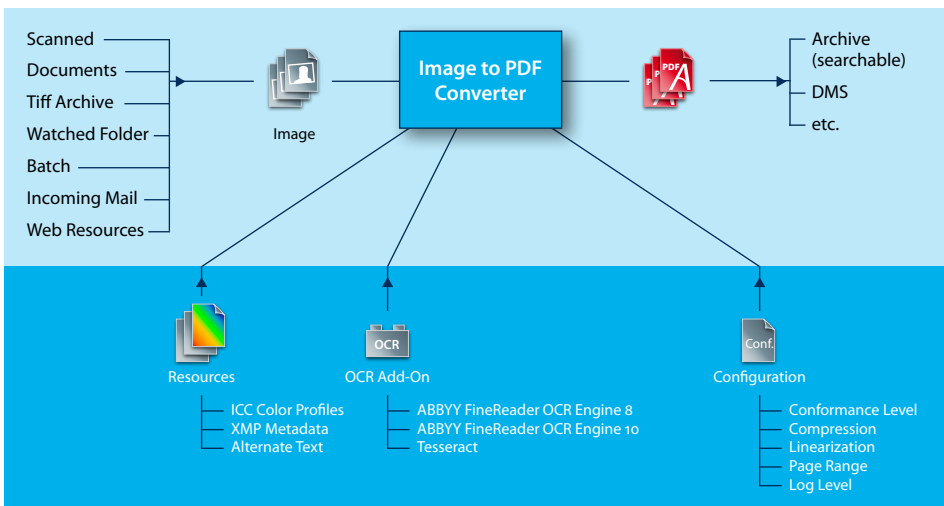 Scanned
Documents
Tiff Archive
Watched Folder
Batch
Incoming Mail
Web Resources
Image
Image to PDF
Converter
PDF
A
Archive
(searchable)
DMS
etc.
Resources
ICC Color Profiles
XMP Metadata
Alternate Text
OCR
OCR Add-On
ABBYY FineReader OCR Engine 8
ABBYY FineReader OCR Engine 10
Tesseract
Conf.
Configuration
Conformance Level
Compression
Linearization
Page Range
Log Level